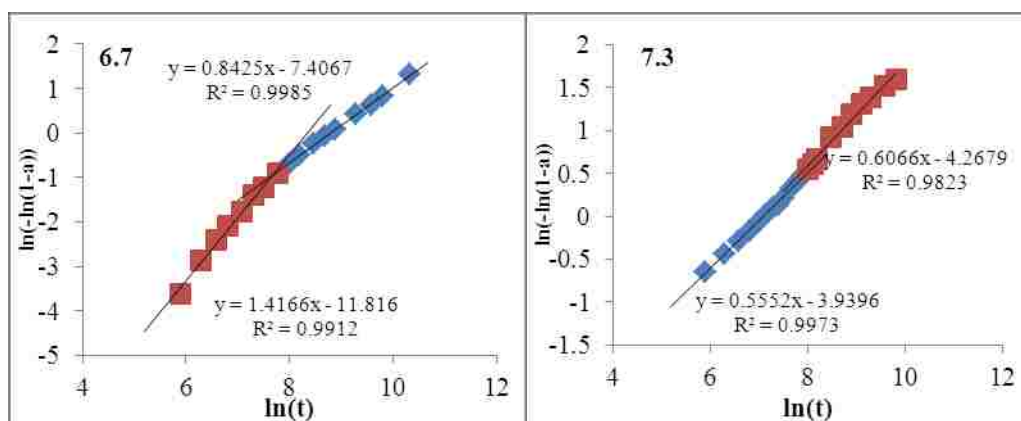 6.7
y = 0.8425x - 7.4067
R² = 0.9985
y = 1.4166x - 11.816
R² = 0.9912
ln(-ln(1-a))
2
1
0
-1
-2
-3
-4
-5
4 6 8 10 12
ln(t)
7.3
y = 0.6066x - 4.2679
R² = 0.9823
y = 0.5552x - 3.9396
R² = 0.9973
ln(-ln(1-a))
2
1.5
1
0.5
0
-0.5
-1
-1.5
4 6 8 10 12
ln(t)